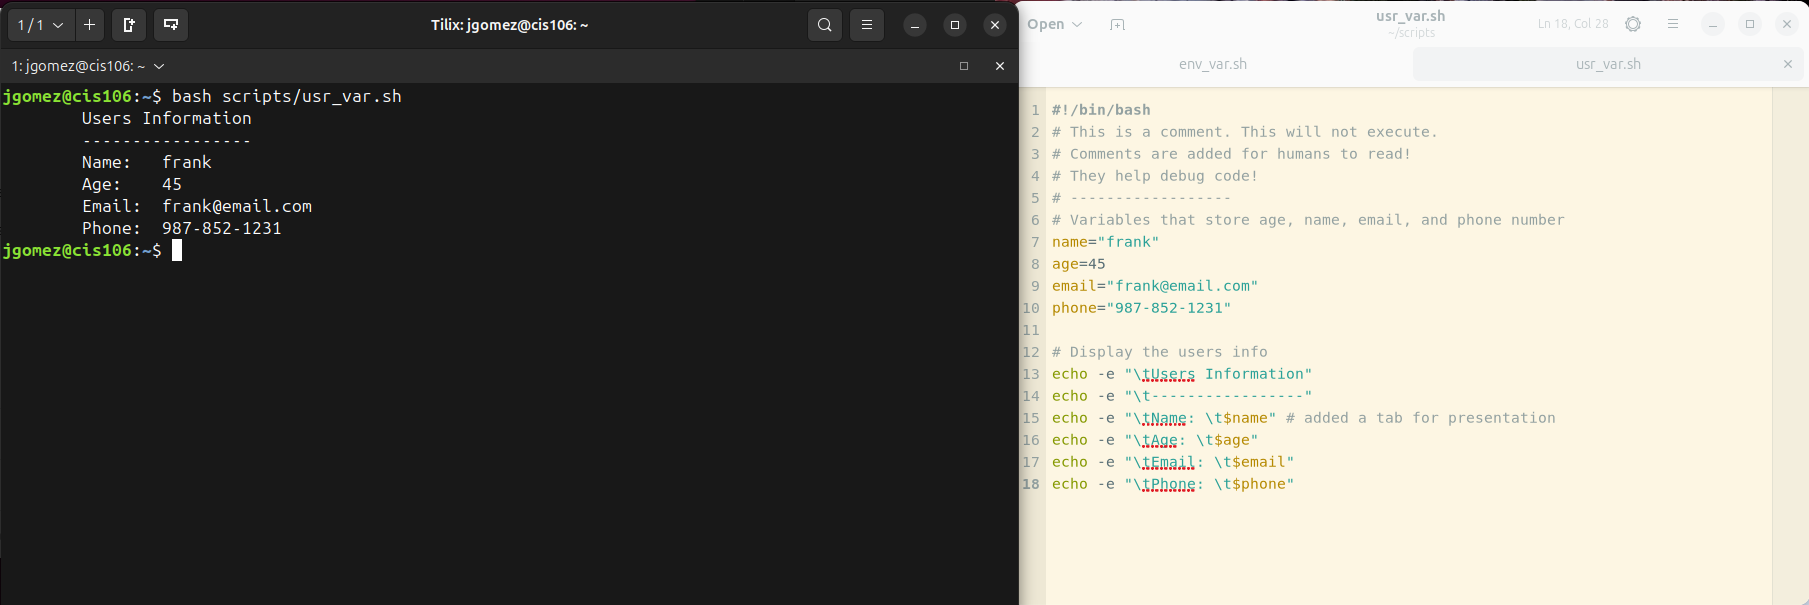 1 / 1
Tilix: jgomez@cis106: ~
1: jgomez@cis106: ~
jgomez@cis106:~$ bash scripts/usr_var.sh
Users Information
-----------------
Name: frank
Age: 45
Email: frank@email.com
Phone: 987-852-1231
jgomez@cis106:~$
Open
usr_var.sh
~/scripts
Ln 18, Col 28
env_var.sh
usr_var.sh
1 #!/bin/bash
2 # This is a comment. This will not execute.
3 # Comments are added for humans to read!
4 # They help debug code!
5 # ------------------
6 # Variables that store age, name, email, and phone number
7 name="frank"
8 age=45
9 email="frank@email.com"
10 phone="987-852-1231"
11
12 # Display the users info
13 echo -e "\tUsers Information"
14 echo -e "\t-----------------"
15 echo -e "\tName: \t$name" # added a tab for presentation
16 echo -e "\tAge: \t$age"
17 echo -e "\tEmail: \t$email"
18 echo -e "\tPhone: \t$phone"